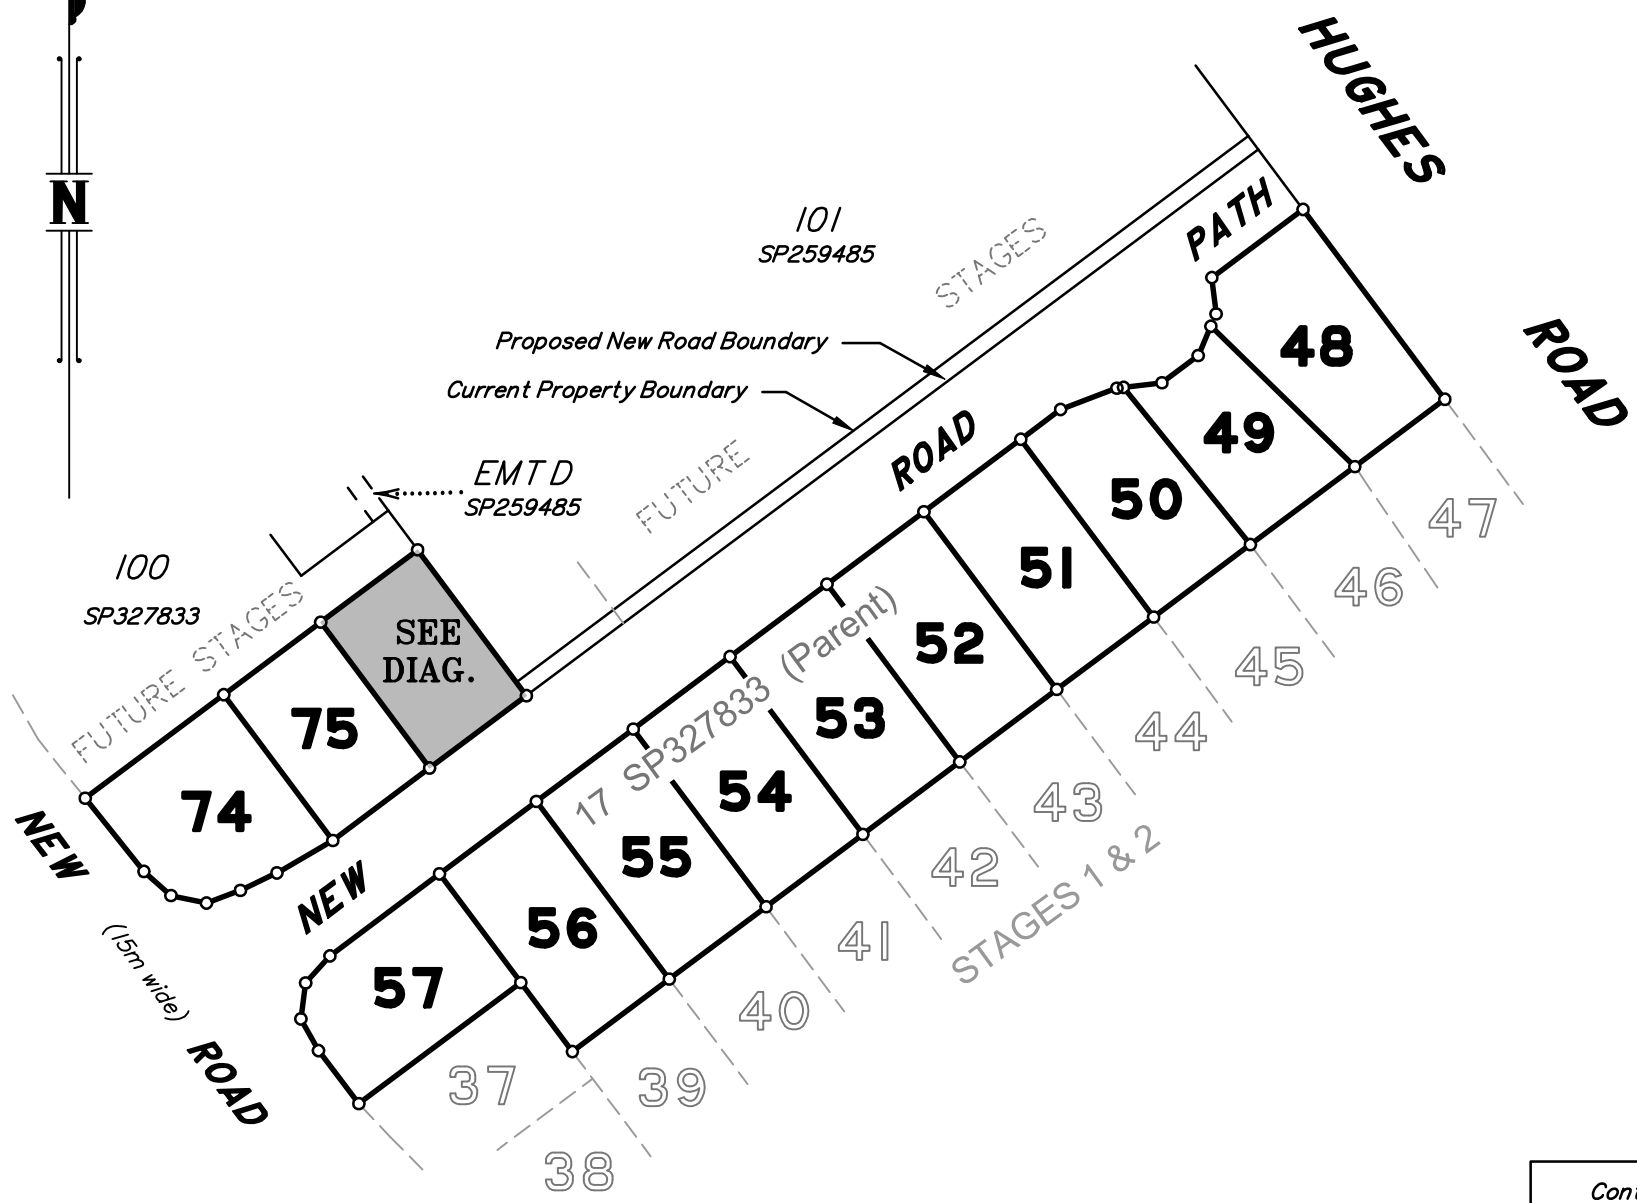 HUGHES
ROAD
N
101
SP259485
STAGES
PATH
Proposed New Road Boundary
Current Property Boundary
48
49
ROAD
FUTURE
EMT D
SP259485
50
47
100
SP327833
FUTURE STAGES
SEE
DIAG.
51
46
52
45
17 SP327833 (Parent)
75
53
44
74
54
43
NEW
NEW
55
42
STAGES 1 & 2
(15m wide)
56
41
57
40
ROAD
37
39
38